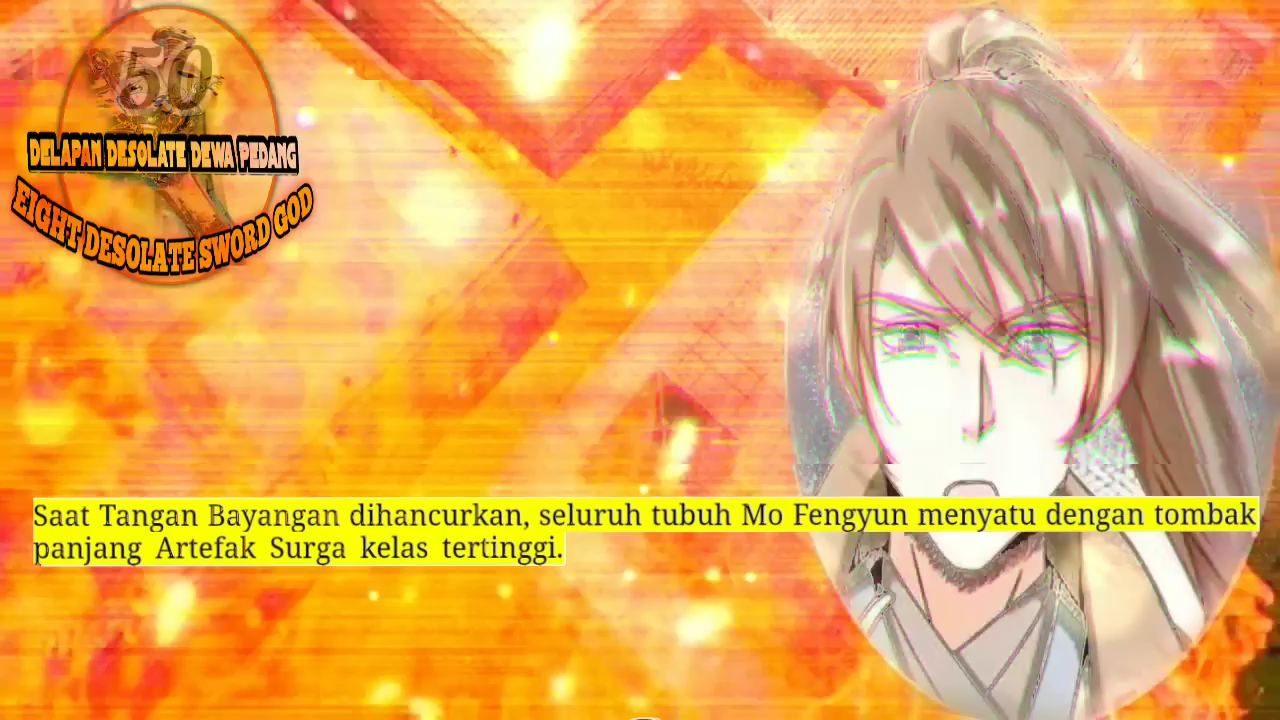 50
DELAPAN DESOLATE DEWA PEDANG
EIGHT DESOLATE SWORD GOD
Saat Tangan Bayangan dihancurkan, seluruh tubuh Mo Fengyun menyatu dengan tombak
panjang Artefak Surga kelas tertinggi.